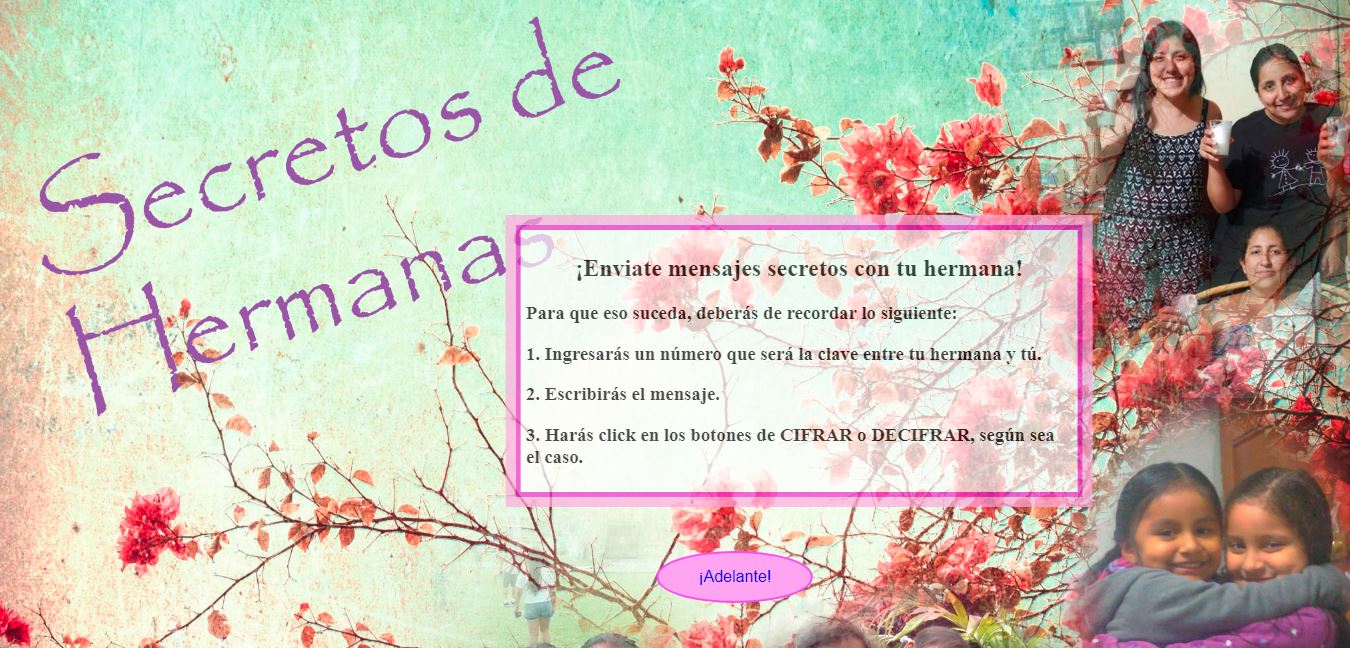 Secretos de
Hermanas
¡Enviate mensajes secretos con tu hermana!
Para que eso suceda, deberás de recordar lo siguiente:
1. Ingresarás un número que será la clave entre tu hermana y tú.
2. Escribirás el mensaje.
3. Harás click en los botones de CIFRAR o DECIFRAR, según sea
el caso.
¡Adelante!